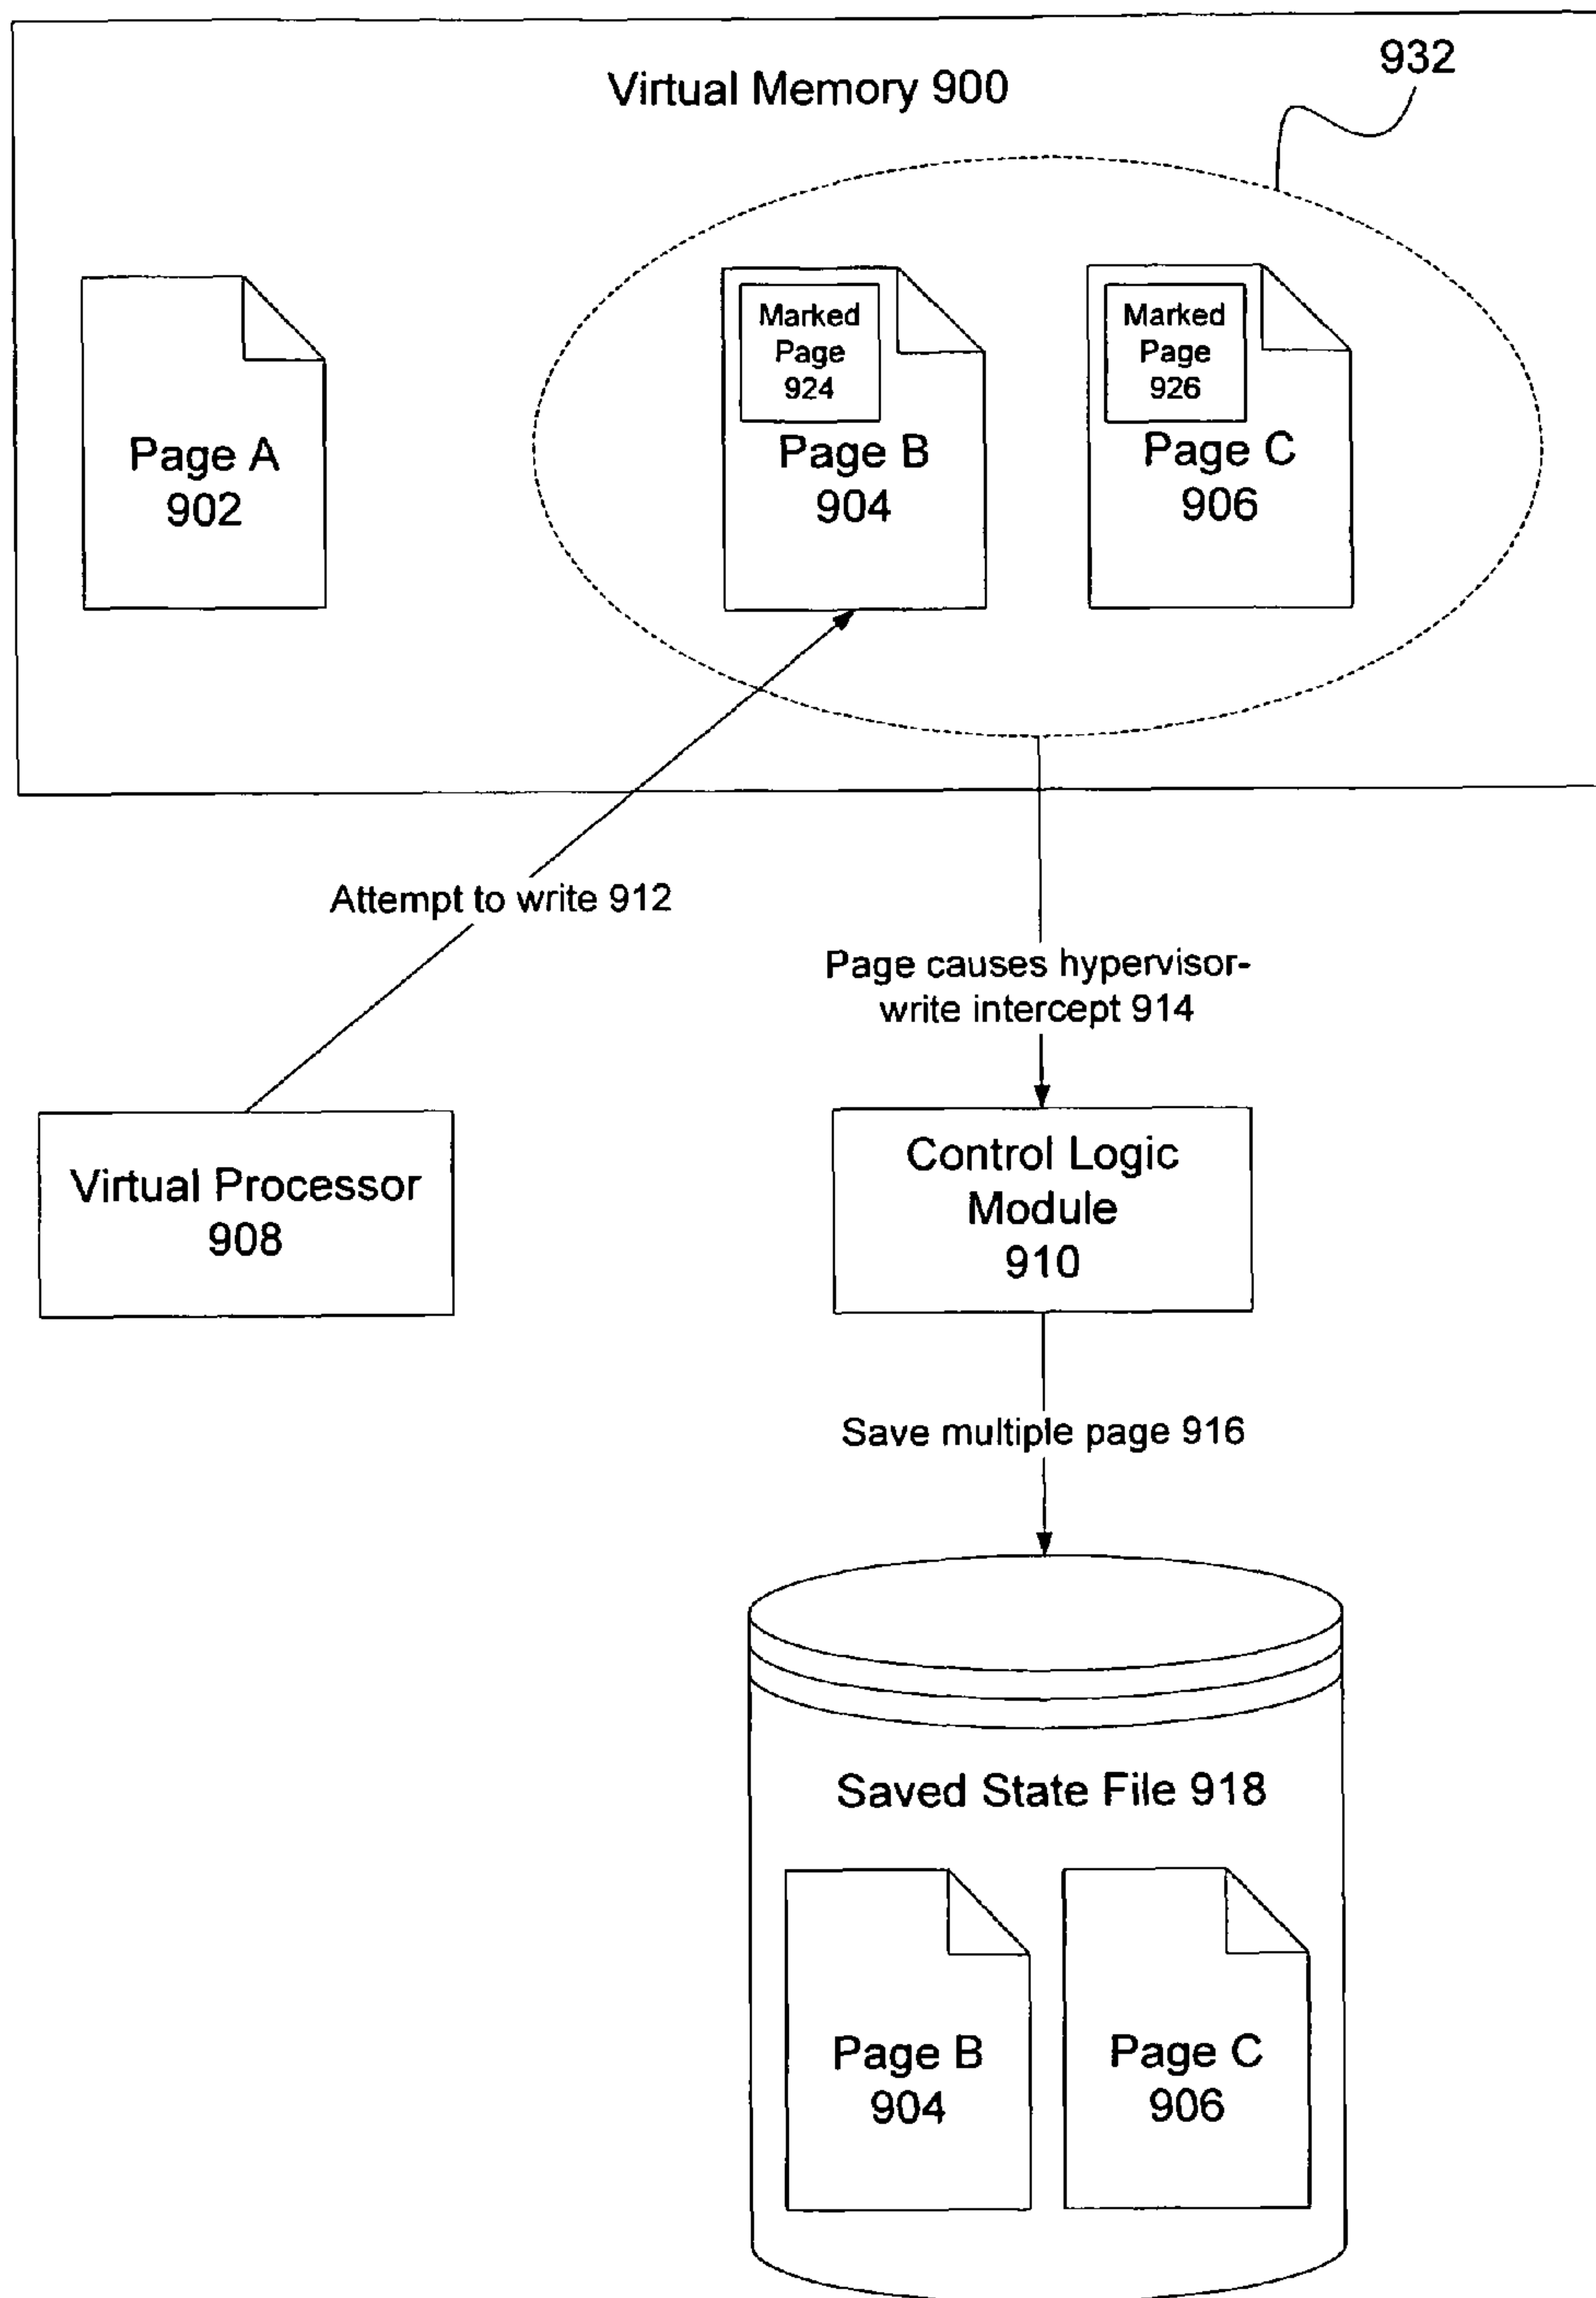 932
Virtual Memory 900
Marked
Page
924
Marked
Page
926
Page A
902
Page B
904
Page C
906
Attempt to write 912
Page causes hypervisor-
write intercept 914
Virtual Processor
908
Control Logic
Module
910
Save multiple page 916
Saved State File 918
Page B
904
Page C
906